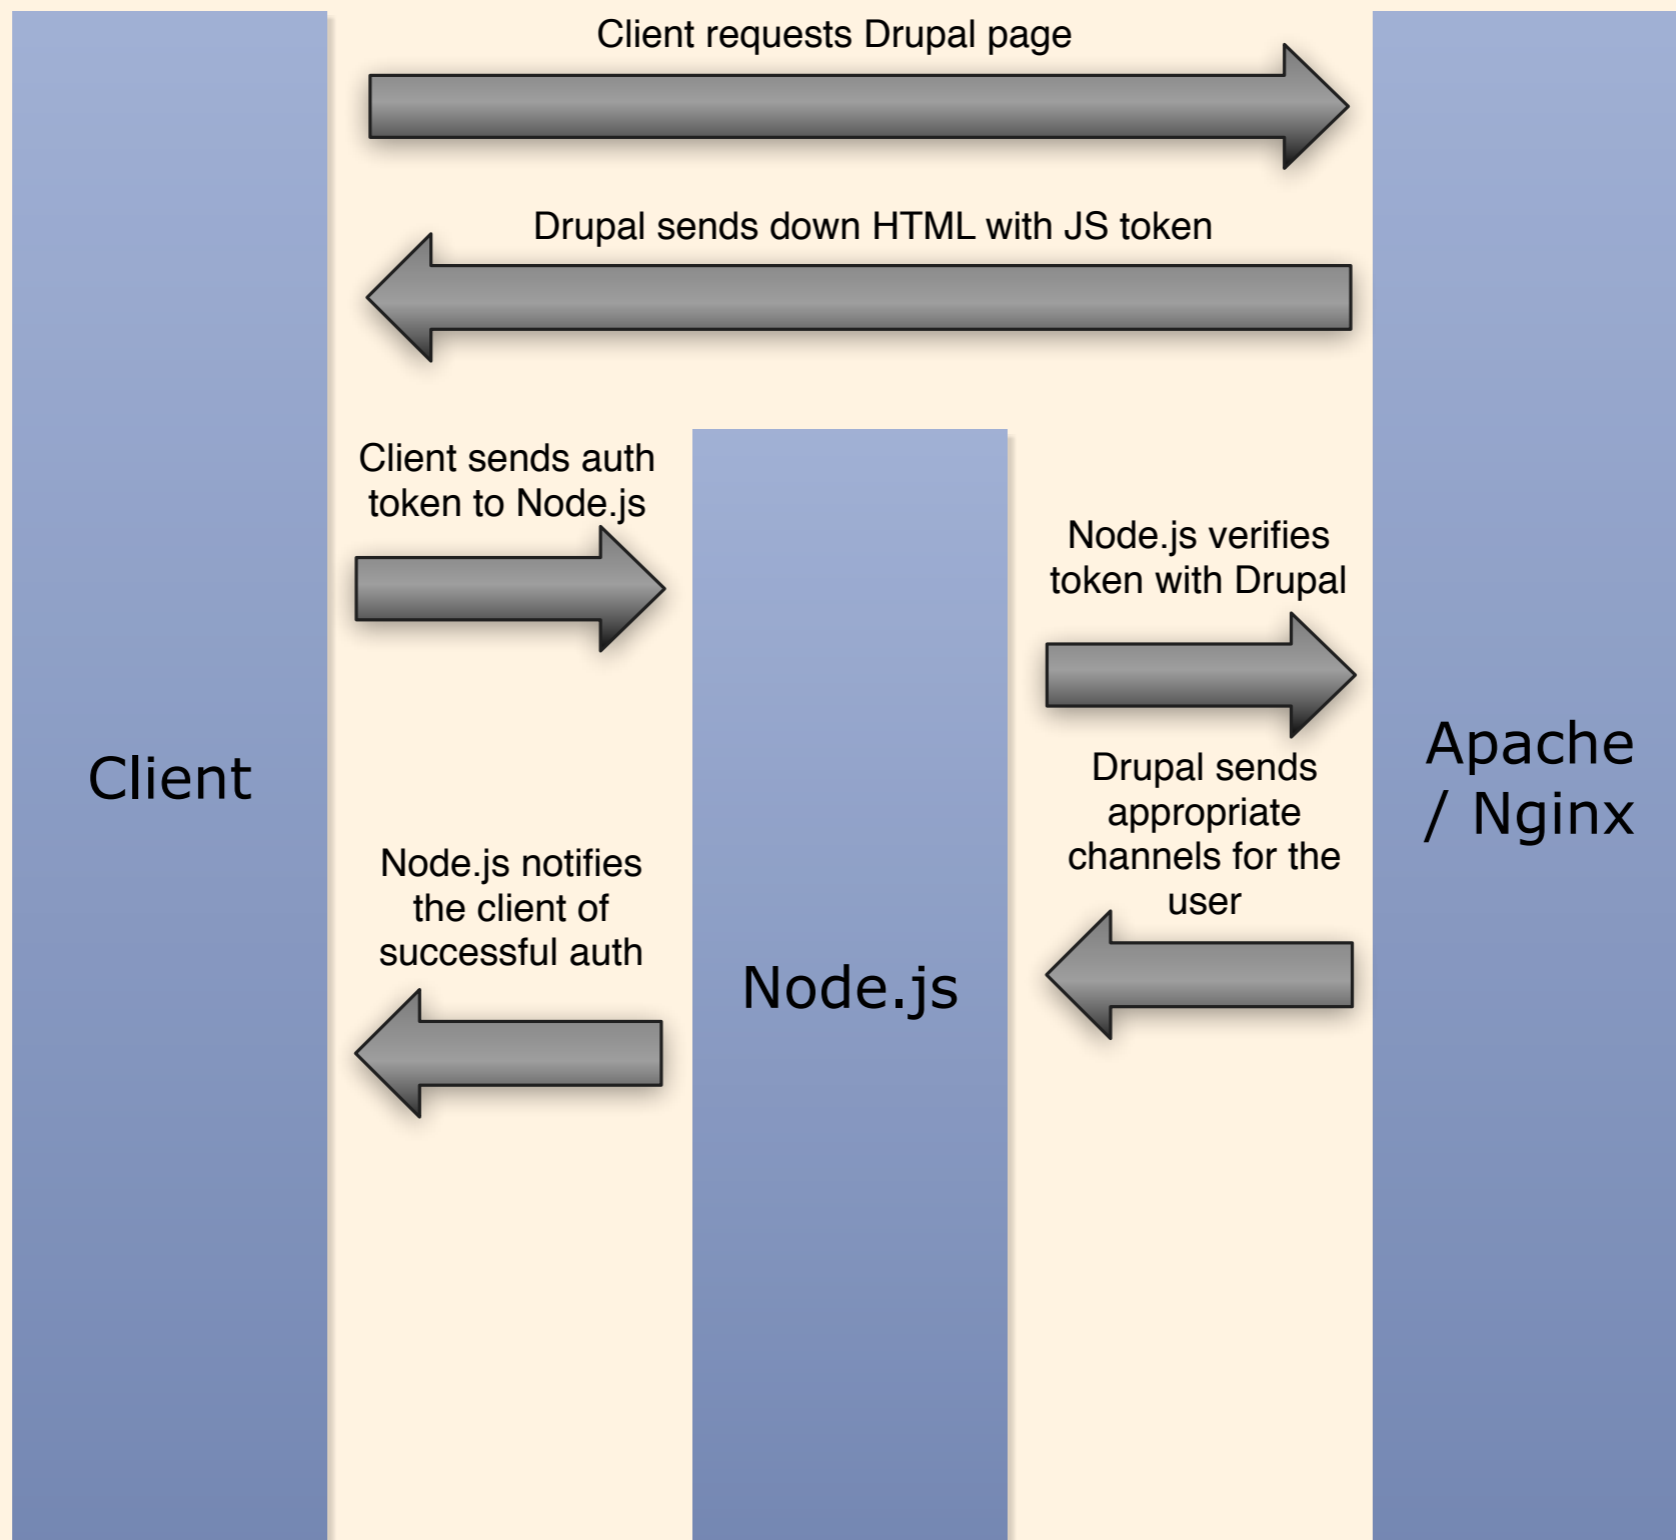 Client requests Drupal page
Drupal sends down HTML with JS token
Client sends auth
token to Node.js
Node.js verifies
token with Drupal
Client
Apache
/ Nginx
Drupal sends
appropriate
channels for the
user
Node.js notifies
the client of
successful auth
Node.js